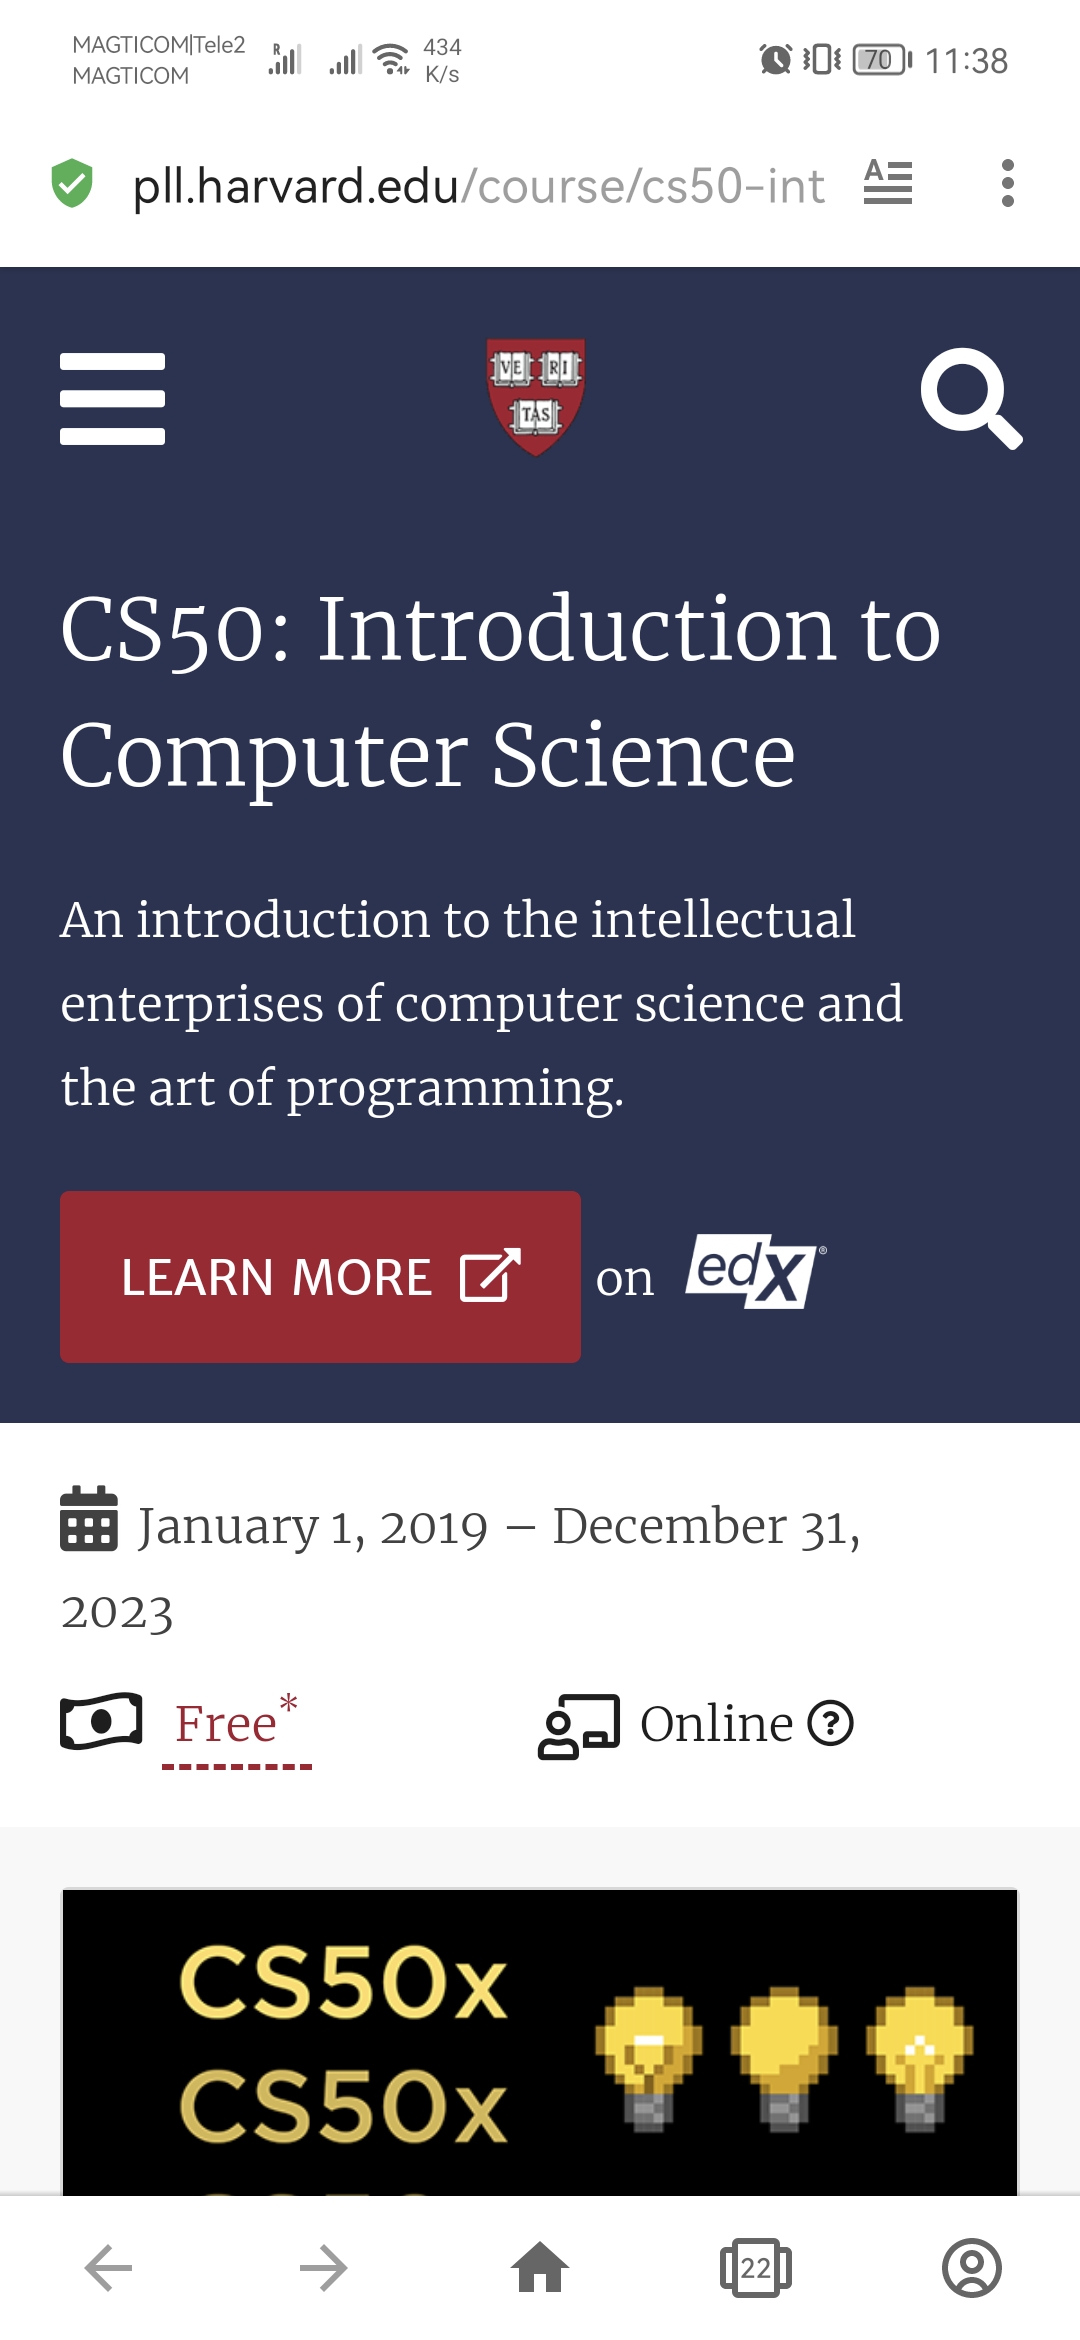 MAGTICOM|Tele2
MAGTICOM
R
434
K/s
70
11:38
pll.harvard.edu/course/cs50-int
A
VE RI
TAS
CS50: Introduction to
Computer Science
An introduction to the intellectual
enterprises of computer science and
the art of programming.
LEARN MORE on edX®
January 1, 2019 – December 31,
2023
Free*
Online ?
CS50x
CS50x
22